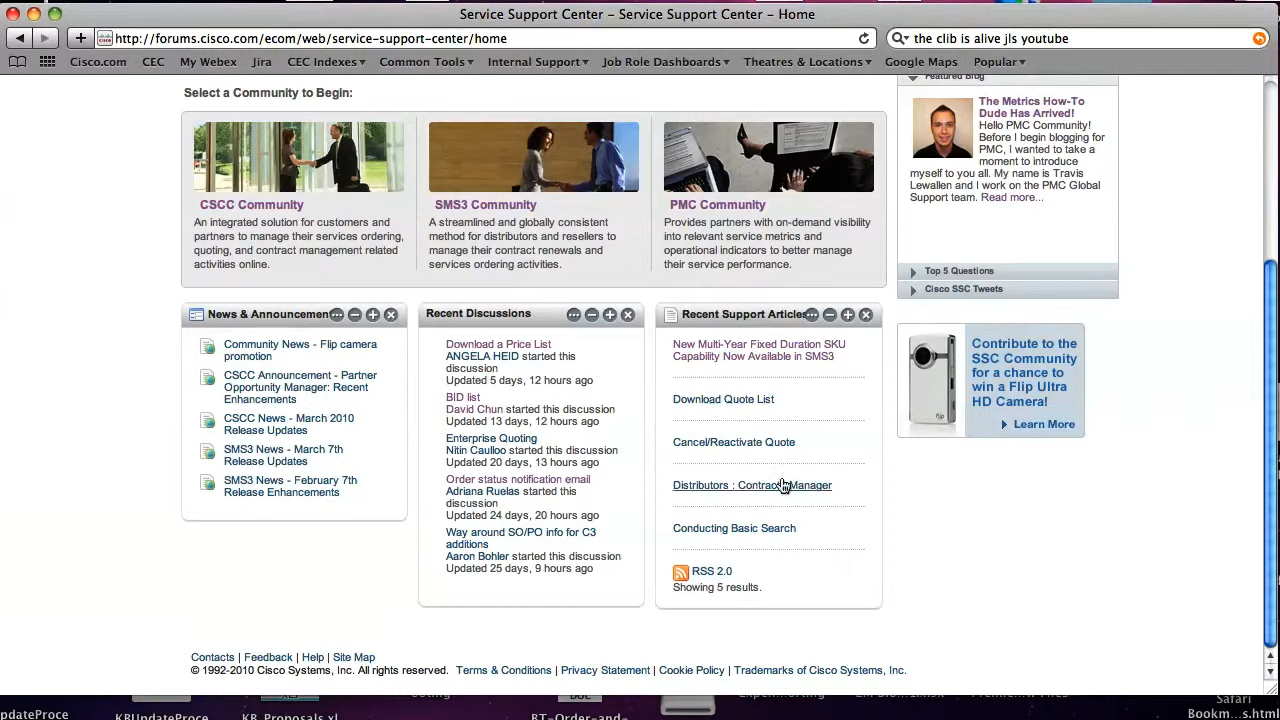 Service Support Center – Service Support Center – Home
http://forums.cisco.com/ecom/web/service-support-center/home
the clib is alive jls youtube
Cisco.com CEC My Webex Jira CEC Indexes Common Tools Internal Support Job Role Dashboards Theatres & Locations Google Maps Popular
Featured Blog
Select a Community to Begin:
CSCC Community
An integrated solution for customers and
partners to manage their services ordering,
quoting, and contract management related
activities online.
SMS3 Community
A streamlined and globally consistent
method for distributors and resellers to
manage their contract renewals and
services ordering activities.
PMC Community
Provides partners with on-demand visibility
into relevant service metrics and
operational indicators to better manage
their service performance.
The Metrics How-To
Dude Has Arrived!
Hello PMC Community!
Before I begin blogging for
PMC, I wanted to take a
moment to introduce
myself to you all. My name is Travis
Lewallen and I work on the PMC Global
Support team. Read more...
Top 5 Questions
Cisco SSC Tweets
News & Announcemen
Community News - Flip camera
promotion
CSCC Announcement - Partner
Opportunity Manager: Recent
Enhancements
CSCC News - March 2010
Release Updates
SMS3 News - March 7th
Release Updates
SMS3 News - February 7th
Release Enhancements
Recent Discussions
Download a Price List
ANGELA HEID started this
discussion
Updated 5 days, 12 hours ago
BID list
David Chun started this discussion
Updated 13 days, 12 hours ago
Enterprise Quoting
Nitin Caulloo started this discussion
Updated 20 days, 13 hours ago
Order status notification email
Adriana Ruelas started this
discussion
Updated 24 days, 20 hours ago
Way around SO/PO info for C3
additions
Aaron Bohler started this discussion
Updated 25 days, 9 hours ago
Recent Support Articles
New Multi-Year Fixed Duration SKU
Capability Now Available in SMS3
Download Quote List
Cancel/Reactivate Quote
Distributors : Contract Manager
Conducting Basic Search
RSS 2.0
Showing 5 results.
Contribute to the
SSC Community
for a chance to
win a Flip Ultra
HD Camera!
Learn More
flip
Contacts | Feedback | Help | Site Map
© 1992-2010 Cisco Systems, Inc. All rights reserved. Terms & Conditions | Privacy Statement | Cookie Policy | Trademarks of Cisco Systems, Inc.
Safari
pdateProce KBUpdateProce KB_Proposals.xl BT-Order-and- Bookm...s.html